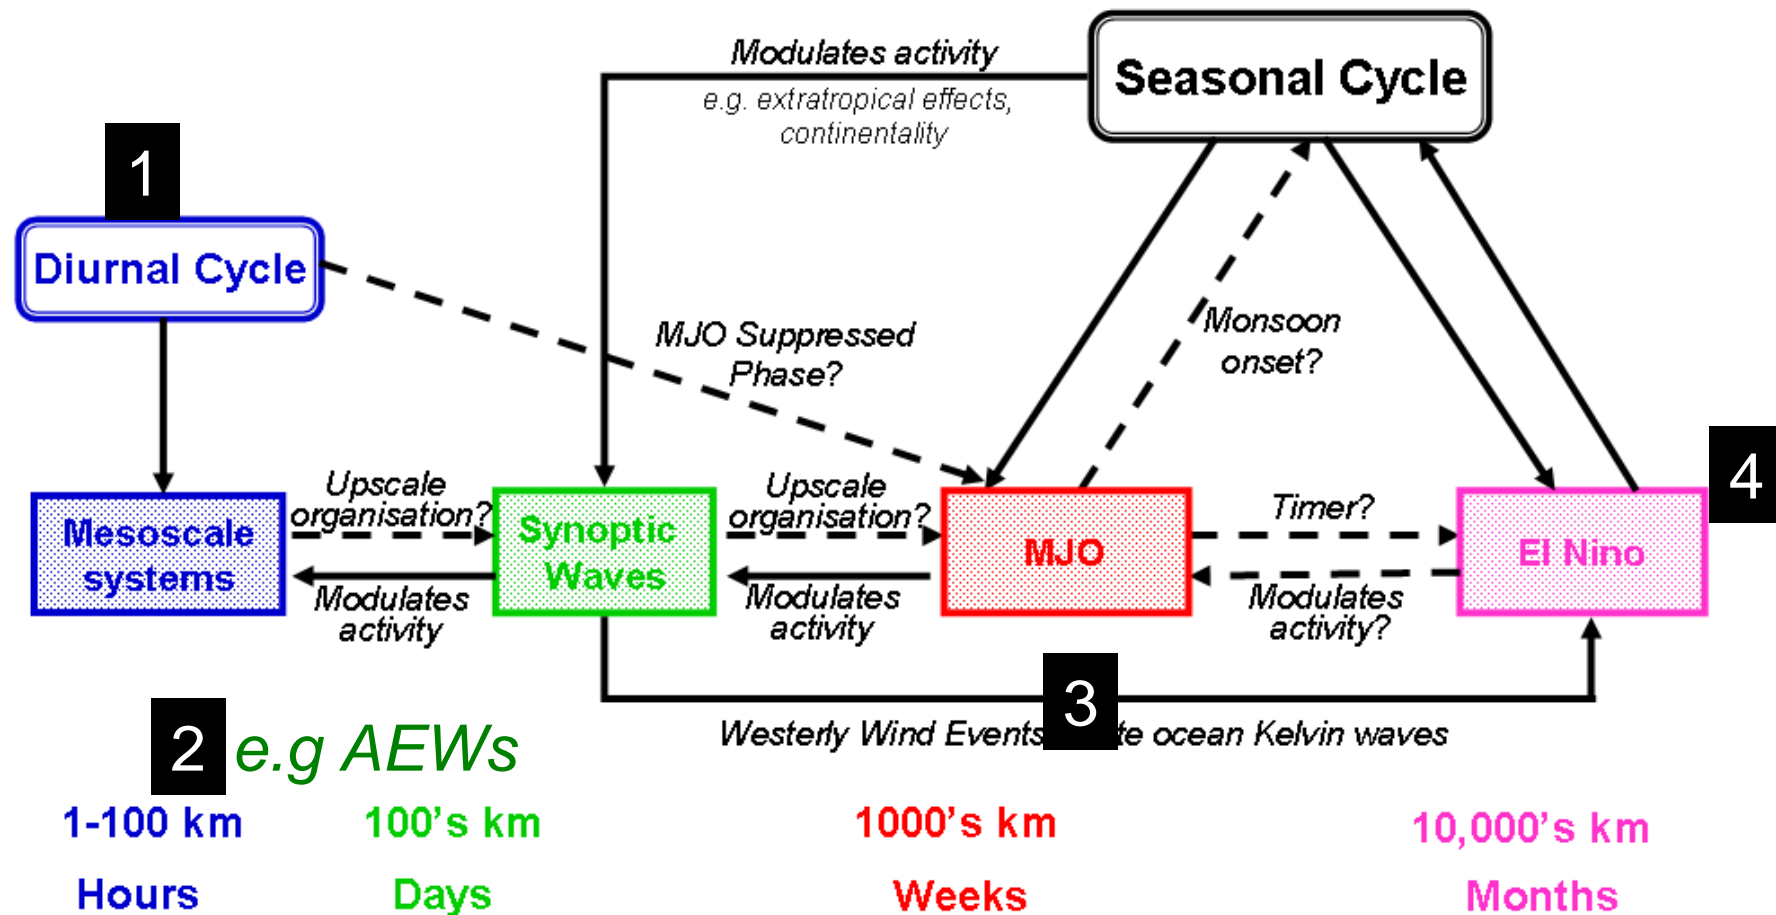 Modulates activity
e.g. extratropical effects,
continentality
Seasonal Cycle
1
Diurnal Cycle
MJO Suppressed
Phase?
Monsoon
onset?
4
Mesoscale
systems
Upscale
organisation?
Modulates
activity
Synoptic
Waves
Upscale
organisation?
Modulates
activity
MJO
Timer?
Modulates
activity?
El Nino
3
Westerly Wind Events te ocean Kelvin waves
2 e.g AEWs
1-100 km
100's km
1000's km
10,000's km
Hours
Days
Weeks
Months